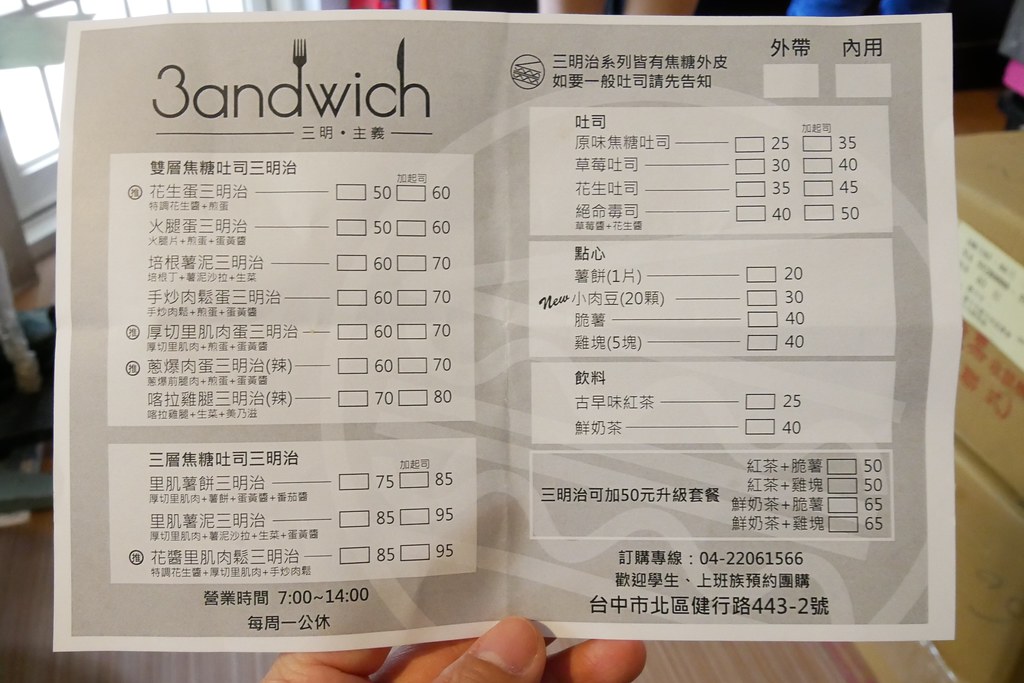 3andwich
三明・主義
雙層焦糖吐司三明治
加起司
推 花生蛋三明治 50 60
特調花生醬+煎蛋
火腿蛋三明治 50 60
火腿片+煎蛋+蛋黃醬
培根薯泥三明治 60 70
培根丁+薯泥沙拉+生菜
手炒肉鬆蛋三明治 60 70
手炒肉鬆+煎蛋+蛋黃醬
推 厚切里肌肉蛋三明治 60 70
厚切里肌肉+煎蛋+蛋黃醬
推 蔥爆肉蛋三明治(辣) 60 70
蔥爆前腿肉+煎蛋+蛋黃醬
喀拉雞腿三明治(辣) 70 80
喀拉雞腿+生菜+美乃滋
三層焦糖吐司三明治
加起司
里肌薯餅三明治 75 85
厚切里肌肉+薯餅+蛋黃醬+番茄醬
里肌薯泥三明治 85 95
厚切里肌肉+薯泥沙拉+生菜+蛋黃醬
推 花醬里肌肉鬆三明治 85 95
特調花生醬+厚切里肌肉+手炒肉鬆
營業時間 7:00~14:00
每周一公休
三明治系列皆有焦糖外皮
如要一般吐司請先告知
外帶 內用
吐司
加起司
原味焦糖吐司 25 35
草莓吐司 30 40
花生吐司 35 45
絕命毒司 40 50
草莓醬+花生醬
點心
薯餅(1片) 20
New 小肉豆(20顆) 30
脆薯 40
雞塊(5塊) 40
飲料
古早味紅茶 25
鮮奶茶 40
三明治可加50元升級套餐
紅茶+脆薯 50
紅茶+雞塊 50
鮮奶茶+脆薯 65
鮮奶茶+雞塊 65
訂購專線:04-22061566
歡迎學生、上班族預約團購
台中市北區健行路443-2號